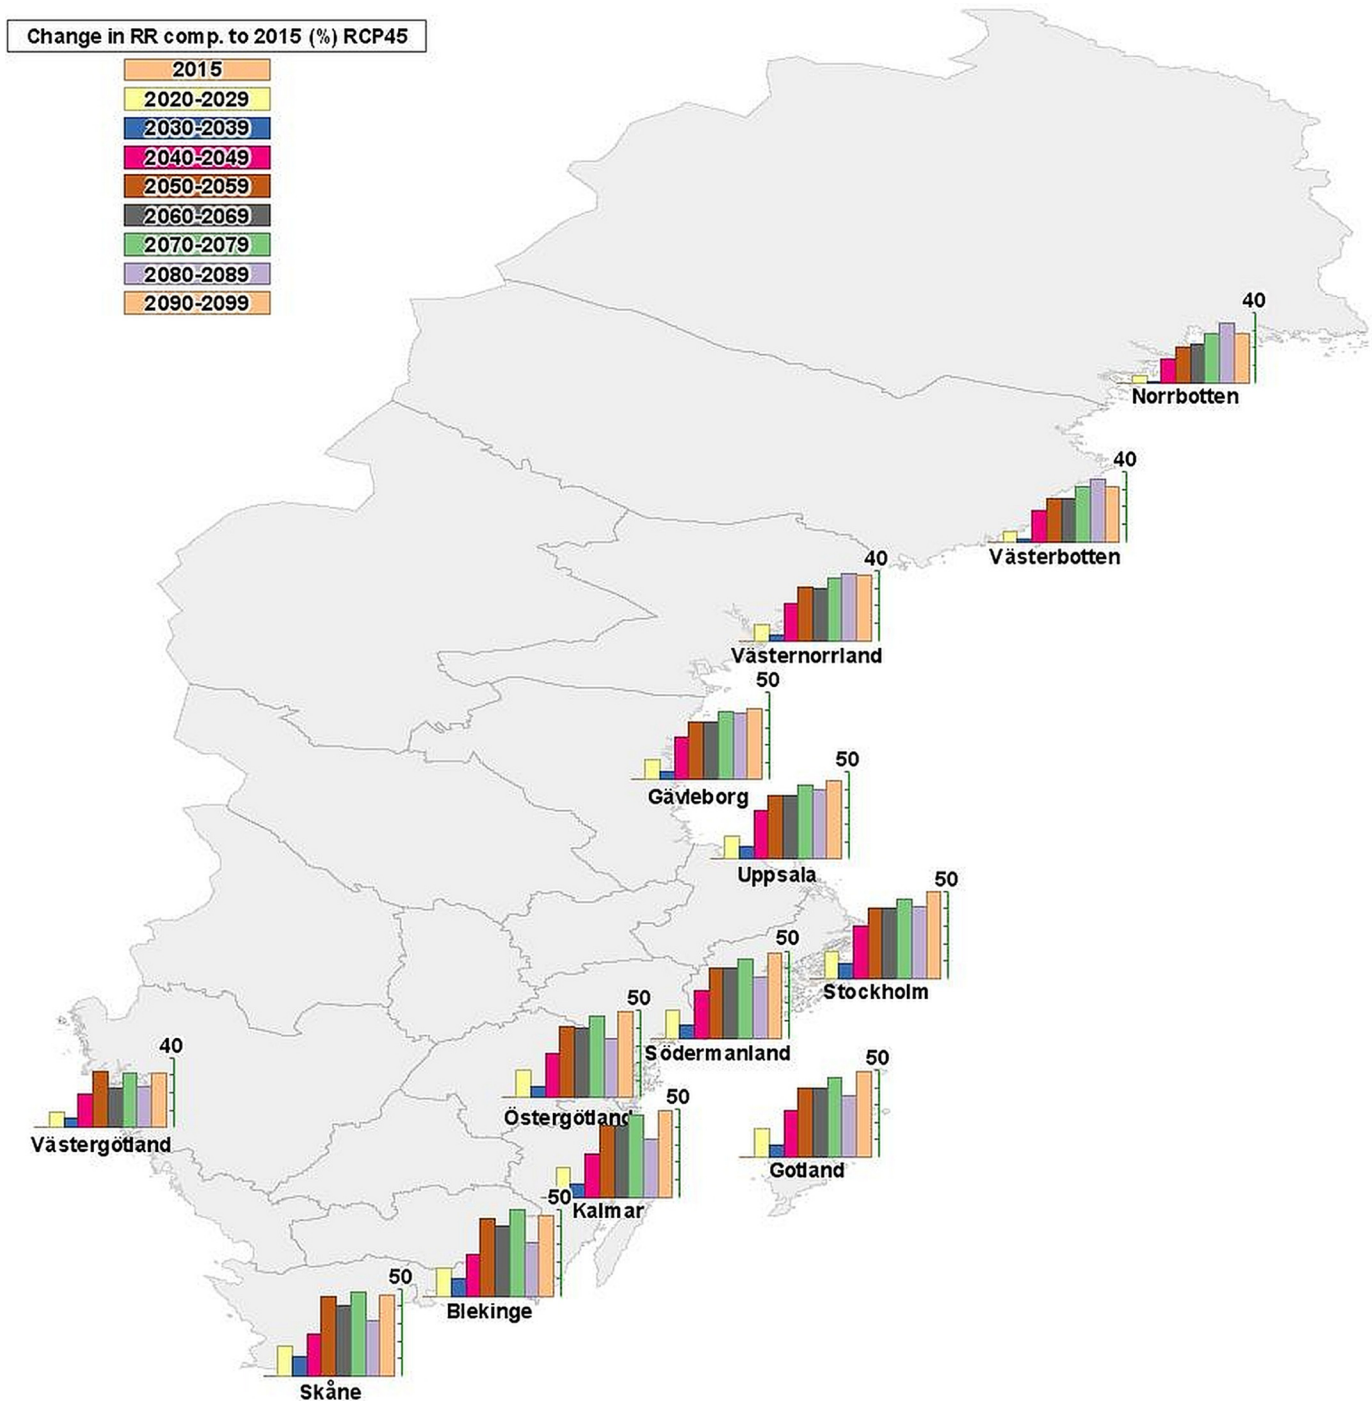 Change in RR comp. to 2015 (%) RCP45
2015
2020-2029
2030-2039
2040-2049
2050-2059
2060-2069
2070-2079
2080-2089
2090-2099
40
Norrbotten
40
Västerbotten
40
Västernorrland
50
Gävleborg
50
Uppsala
50
Stockholm
50
Södermanland
50
Östergötland
40
Västergötland
50
Gotland
50
Kalmar
50
Blekinge
50
Skåne